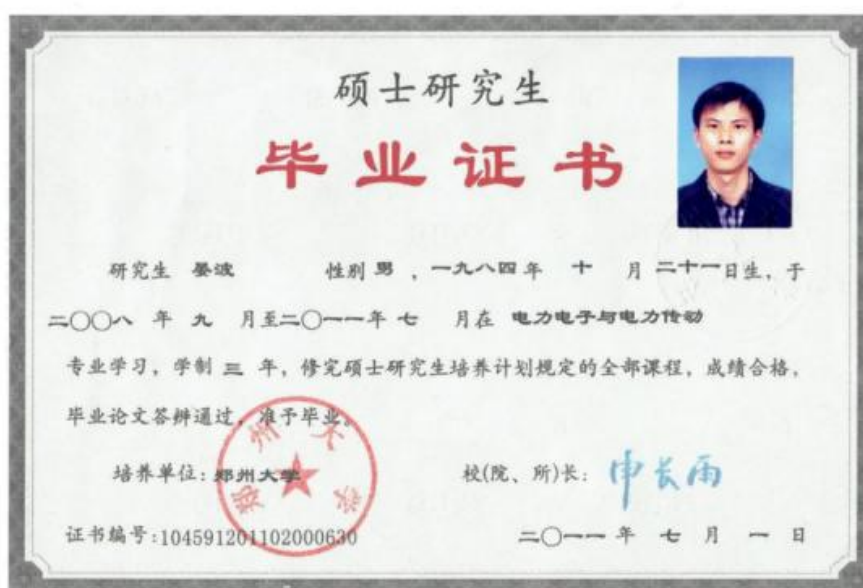 硕士研究生
毕业证书
研究生 晏波 性别 男 ，一九八四年 十 月 二十一日生，于
二〇〇八 年 九 月至二〇一一年 七 月在 电力电子与电力传动
专业学习，学制 三 年，修完硕士研究生培养计划规定的全部课程，成绩合格，
毕业论文答辩通过，准予毕业。
郑州大学
培养单位：郑州大学 校(院、所)长： 申长雨
证书编号：104591201102000630 二〇一一 年 七 月 一 日